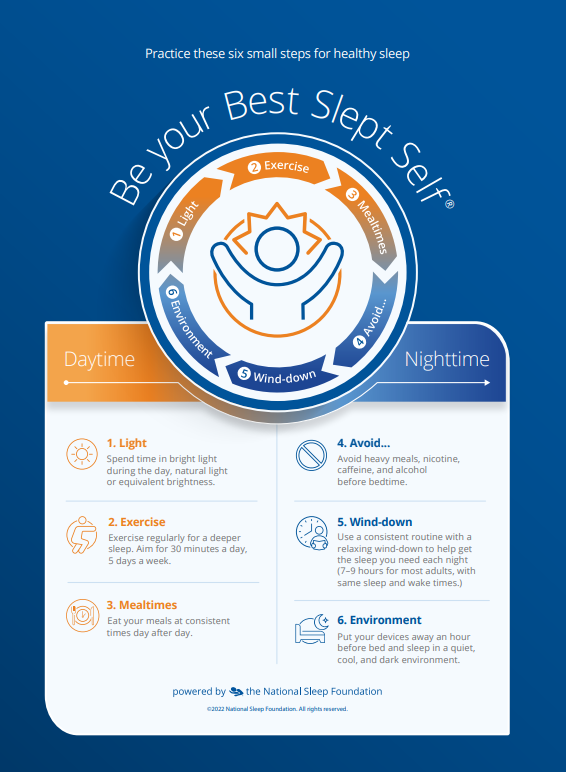 Practice these six small steps for healthy sleep
Be your Best Slept Self®
1 Light
2 Exercise
3 Mealtimes
4 Avoid...
5 Wind-down
6 Environment
Daytime
Nighttime
1. Light
Spend time in bright light
during the day, natural light
or equivalent brightness.
2. Exercise
Exercise regularly for a deeper
sleep. Aim for 30 minutes a day,
5 days a week.
3. Mealtimes
Eat your meals at consistent
times day after day.
4. Avoid...
Avoid heavy meals, nicotine,
caffeine, and alcohol
before bedtime.
5. Wind-down
Use a consistent routine with a
relaxing wind-down to help get
the sleep you need each night
(7–9 hours for most adults, with
same sleep and wake times.)
6. Environment
Put your devices away an hour
before bed and sleep in a quiet,
cool, and dark environment.
powered by the National Sleep Foundation
©2022 National Sleep Foundation. All rights reserved.